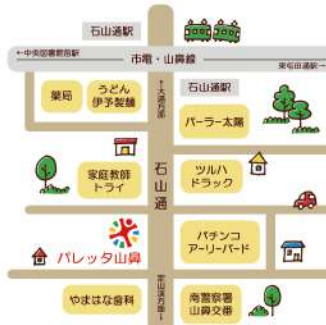 石山通駅
←中央図書館前駅
市電・山鼻線
東屯田通駅→
薬局
うどん
伊予製麺
←大通方面
石山通駅
パーラー太陽
家庭教師
トライ
石山通
ツルハ
ドラッグ
パレッタ山鼻
パチンコ
アーリーバード
やまはな歯科
定山渓方面→
南警察署
山鼻交番